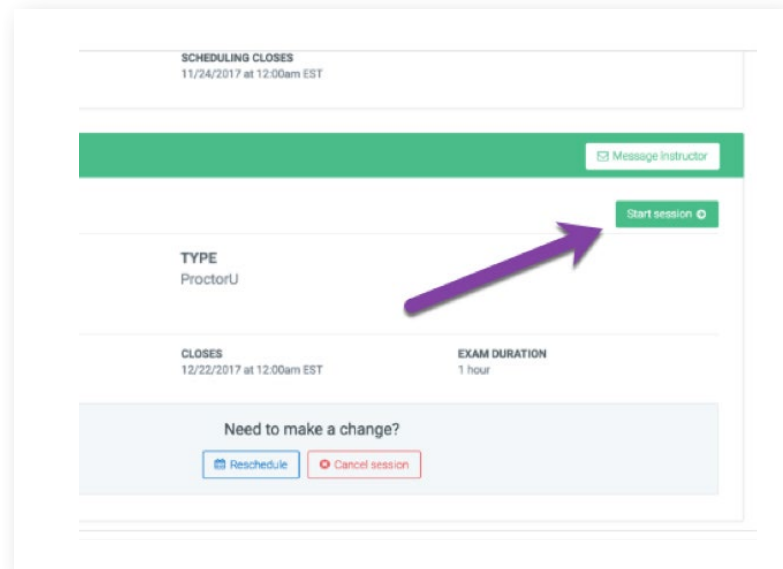 SCHEDULING CLOSES
11/24/2017 at 12:00am EST
Message instructor
Start session
TYPE
ProctorU
CLOSES
12/22/2017 at 12:00am EST
EXAM DURATION
1 hour
Need to make a change?
Reschedule
Cancel session